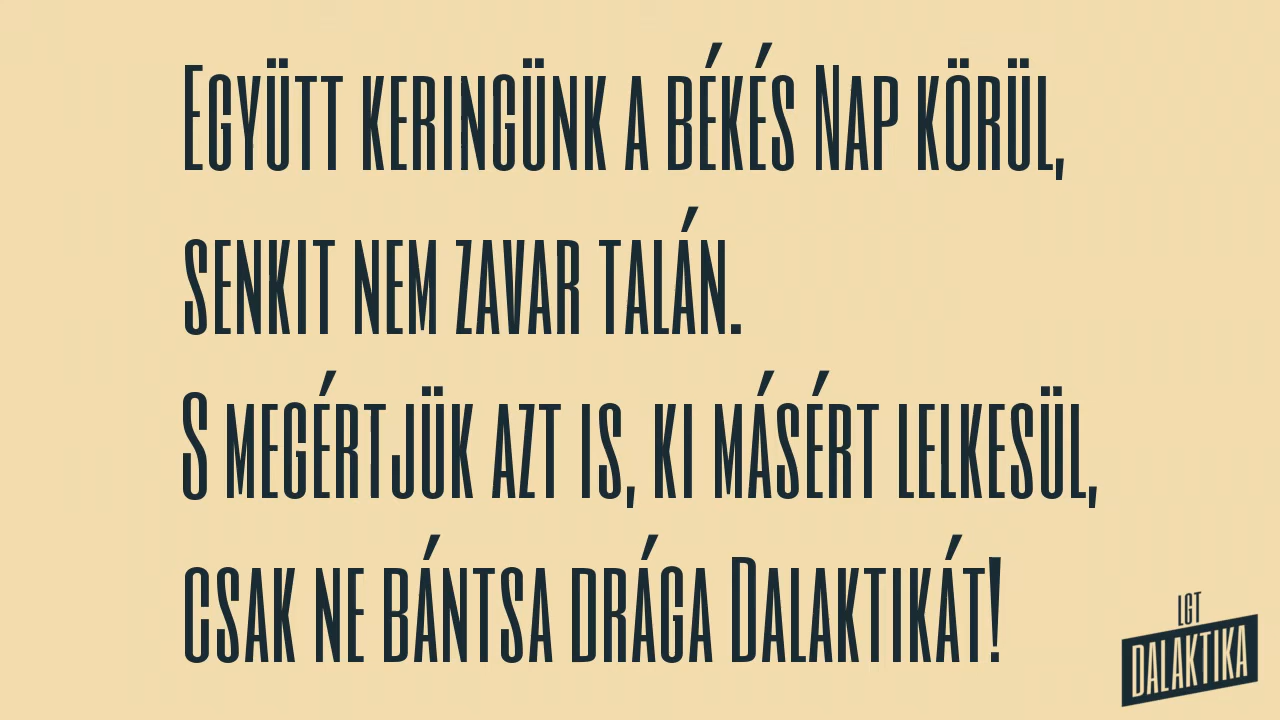 Együtt keringünk a békés Nap körül,
senkit nem zavar talán.
S megértjük azt is, ki másért lelkesül,
csak ne bántsa drága Dalaktikát!
LGT
DALAKTIKA